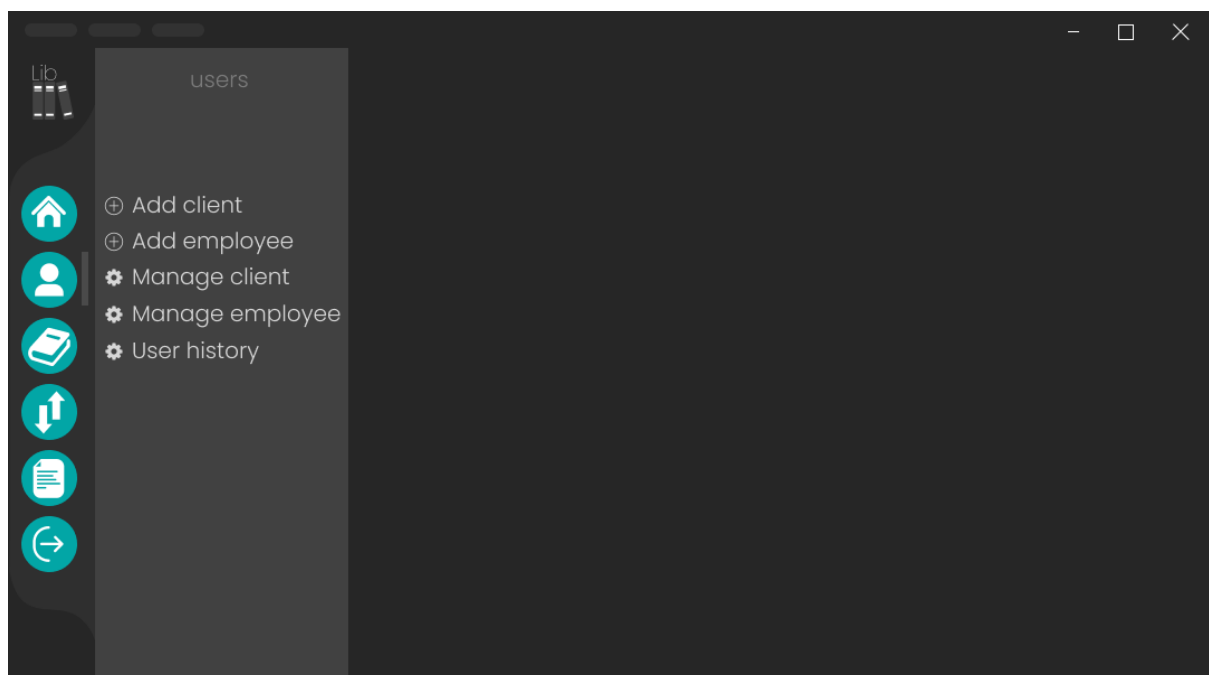 Lib
users
Add client
Add employee
Manage client
Manage employee
User history